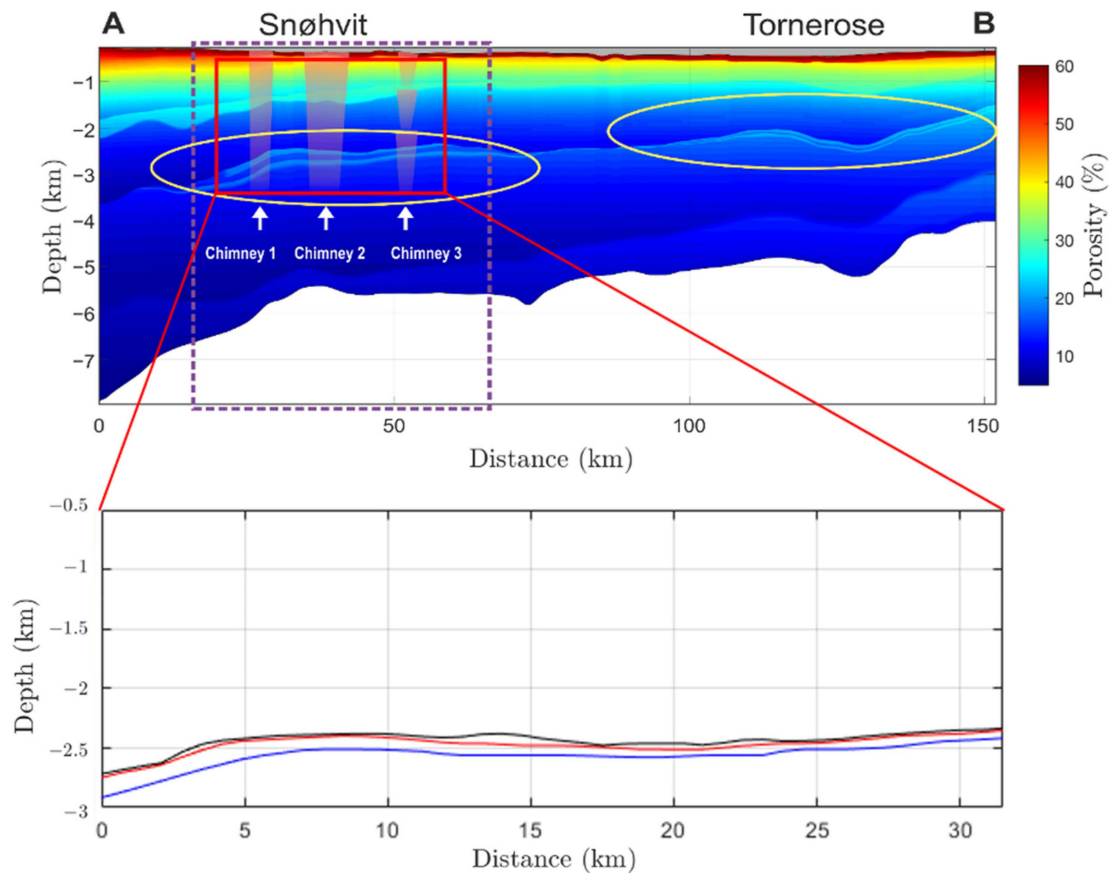 A Snøhvit Tornerose B
−1
−2
−3
−4
−5
−6
−7
Depth (km)
Chimney 1 Chimney 2 Chimney 3
0 50 100 150
Distance (km)
60
50
40
30
20
10
Porosity (%)
−0.5
−1
−1.5
−2
−2.5
−3
Depth (km)
0 5 10 15 20 25 30
Distance (km)